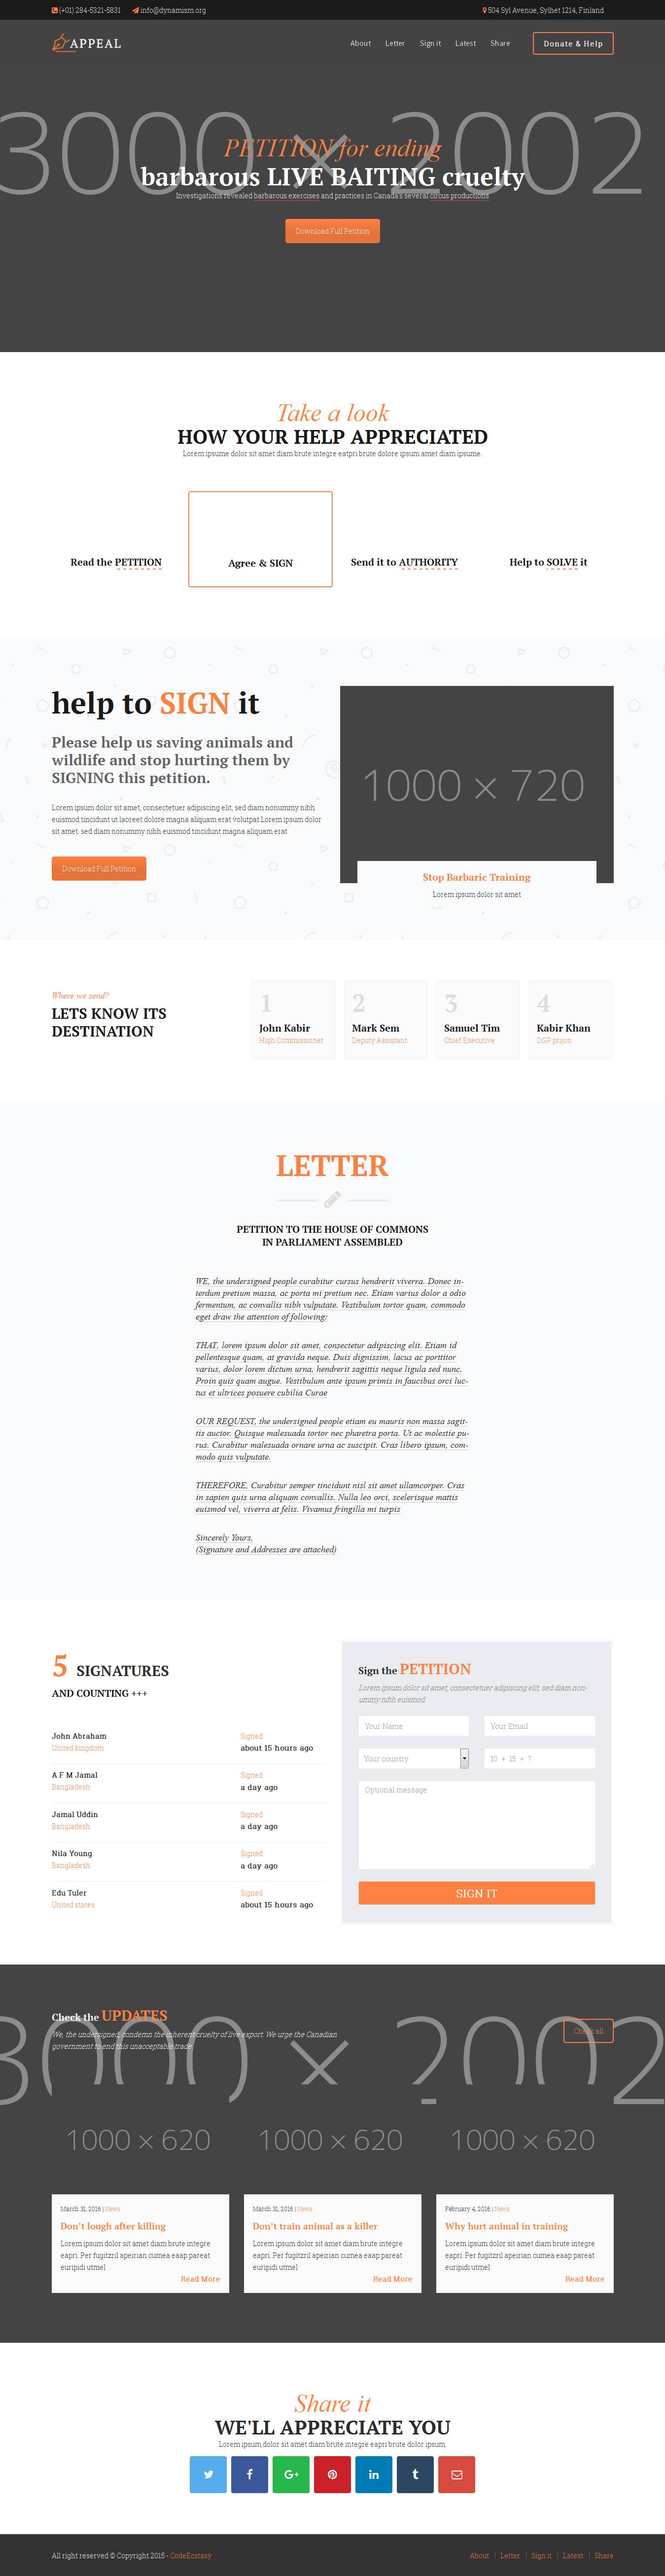 (+01) 284-5321-5831 info@dynamism.org 504 Syl Avenue, Sylhet 1214, Finland
APPEAL About Letter Sign it Latest Share Donate & Help
3000 × 2002
PETITION for ending
barbarous LIVE BAITING cruelty
Investigations revealed barbarous exercises and practices in Canada's several circus productions
Download Full Petition
Take a look
HOW YOUR HELP APPRECIATED
Lorem ipsume dolor sit amet diam brute integre eatpri brute dolore ipsum amet diam ipsume.
Read the PETITION
Agree & SIGN
Send it to AUTHORITY
Help to SOLVE it
help to SIGN it
Please help us saving animals and
wildlife and stop hurting them by
SIGNING this petition.
Lorem ipsum dolor sit amet, consectetuer adipiscing elit, sed diam nonummy nibh
euismod tincidunt ut laoreet dolore magna aliquam erat volutpat.Lorem ipsum dolor
sit amet. sed diam nonummy nibh euismod tincidunt magna aliquam erat
Download Full Petition
1000 × 720
Stop Barbaric Training
Lorem ipsum dolor sit amet
Where we send?
LETS KNOW ITS
DESTINATION
1
John Kabir
High Commissioner
2
Mark Sem
Deputy Assistant
3
Samuel Tim
Chief Executive
4
Kabir Khan
DGP prijon
LETTER
PETITION TO THE HOUSE OF COMMONS
IN PARLIAMENT ASSEMBLED
WE, the undersigned people curabitur cursus hendrerit viverra. Donec in-
terdum pretium massa, ac porta mi pretium nec. Etiam varius dolor a odio
fermentum, ac convallis nibh vulputate. Vestibulum tortor quam, commodo
eget draw the attention of following:
THAT, lorem ipsum dolor sit amet, consectetur adipiscing elit. Etiam id
pellentesque quam, at gravida neque. Duis dignissim, lacus ac porttitor
varius, dolor lorem dictum urna, hendrerit sagittis neque ligula sed nunc.
Proin quis quam augue. Vestibulum ante ipsum primis in faucibus orci luc-
tus et ultrices posuere cubilia Curae
OUR REQUEST, the undersigned people etiam eu mauris non massa sagit-
tis auctor. Quisque malesuada tortor nec pharetra porta. Ut ac molestie pu-
rus. Curabitur malesuada ornare urna ac suscipit. Cras libero ipsum, com-
modo quis vulputate.
THEREFORE, Curabitur semper tincidunt nisl sit amet ullamcorper. Cras
in sapien quis urna aliquam convallis. Nulla leo orci, scelerisque mattis
euismod vel, viverra at felis. Vivamus fringilla mi turpis
Sincerely Yours,
(Signature and Addresses are attached)
5 SIGNATURES
AND COUNTING +++
John Abraham Signed
United kingdom about 15 hours ago
A F M Jamal Signed
Bangladesh a day ago
Jamal Uddin Signed
Bangladesh a day ago
Nila Young Signed
Bangladesh a day ago
Edu Tuler Signed
United states about 15 hours ago
Sign the PETITION
Lorem ipsum dolor sit amet, consectetuer adipiscing elit, sed diam non-
ummy nibh euismod
Your Name Your Email
Your country 10 + 15 = ?
Optional message
SIGN IT
3000 × 2002
Check the UPDATES
We, the undersigned, condemn the inherent cruelty of live export. We urge the Canadian
government to end this unacceptable trade
Check all
1000 × 620 1000 × 620 1000 × 620
March 31, 2016 | News
Don't lough after killing
Lorem ipsum dolor sit amet diam brute integre
eapri. Per fugitzril apeirian cumea eaap pareat
euripidi utmel
Read More
March 31, 2016 | News
Don't train animal as a killer
Lorem ipsum dolor sit amet diam brute integre
eapri. Per fugitzril apeirian cumea eaap pareat
euripidi utmel
Read More
February 4, 2016 | News
Why hurt animal in training
Lorem ipsum dolor sit amet diam brute integre
eapri. Per fugitzril apeirian cumea eaap pareat
euripidi utmel
Read More
Share it
WE'LL APPRECIATE YOU
Lorem ipsum dolor sit amet diam brute integre eapri brute dolor ipsum.
f G+ in t
All right reserved © Copyright 2015 - CodeEcstasy About | Letter | Sign it | Latest | Share